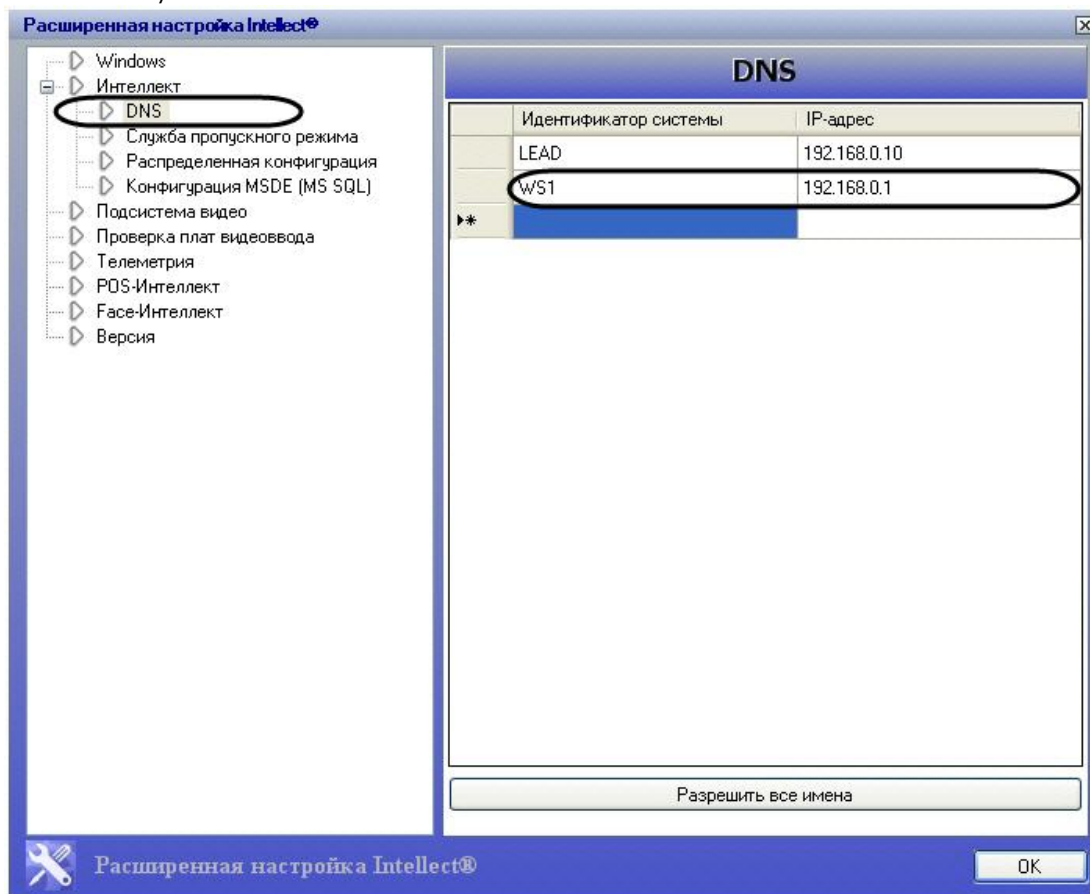 Расширенная настройка Intellect®
Windows
Интеллект
DNS
Служба пропускного режима
Распределенная конфигурация
Конфигурация MSDE (MS SQL)
Подсистема видео
Проверка плат видеоввода
Телеметрия
POS-Интеллект
Face-Интеллект
Версия
DNS
Идентификатор системы IP-адрес
LEAD 192.168.0.10
WS1 192.168.0.1
Разрешить все имена
Расширенная настройка Intellect®
OK